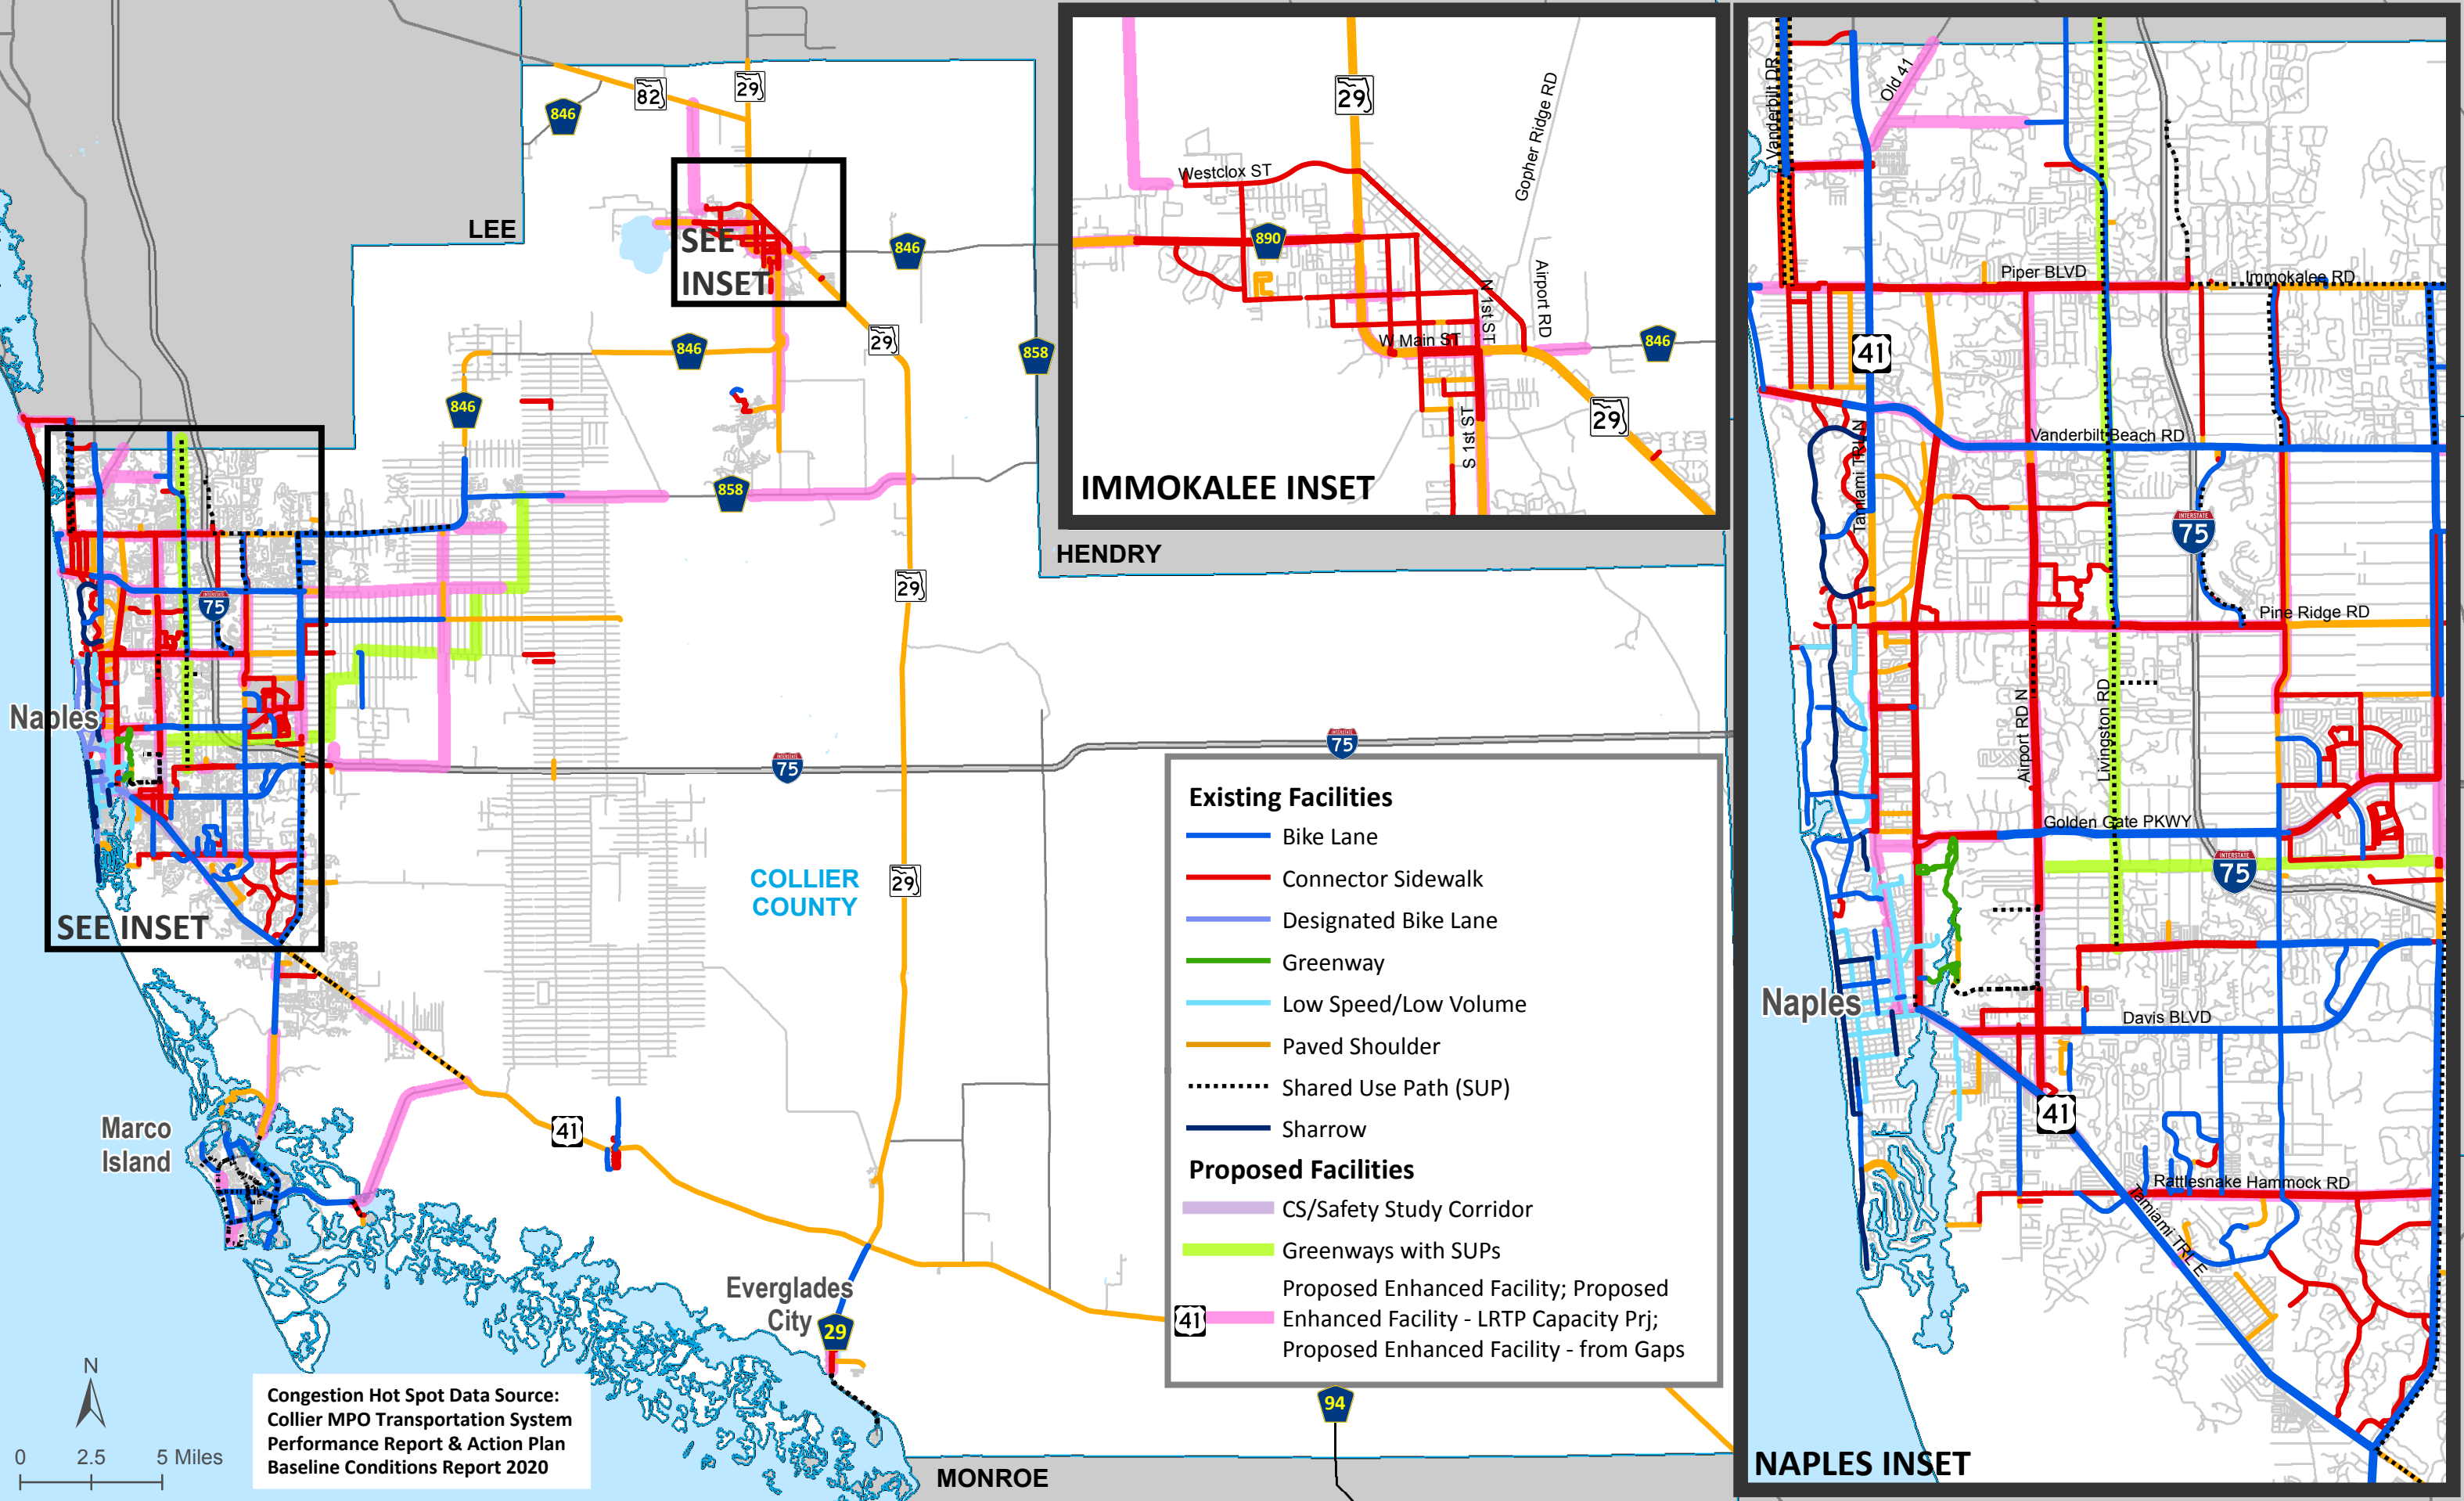 LEE
HENDRY
MONROE
COLLIER
COUNTY
Naples
Marco
Island
Everglades
City
SEE
INSET
SEE INSET
846
82
29
846
29
858
846
846
858
29
75
29
75
75
41
29
41
94
IMMOKALEE INSET
29
Gopher Ridge RD
Westclox ST
890
N 1st ST
Airport RD
W Main ST
846
29
S 1st ST
NAPLES INSET
Vanderbilt DR
Old 41
Piper BLVD
Immokalee RD
41
Tamiami TRL N
Vanderbilt Beach RD
INTERSTATE
75
Pine Ridge RD
Airport RD N
Livingston RD
Golden Gate PKWY
INTERSTATE
75
Naples
Davis BLVD
41
Rattlesnake Hammock RD
Tamiami TRL E
Existing Facilities
Bike Lane
Connector Sidewalk
Designated Bike Lane
Greenway
Low Speed/Low Volume
Paved Shoulder
Shared Use Path (SUP)
Sharrow
Proposed Facilities
CS/Safety Study Corridor
Greenways with SUPs
Proposed Enhanced Facility; Proposed
Enhanced Facility - LRTP Capacity Prj;
Proposed Enhanced Facility - from Gaps
N
0 2.5 5 Miles
Congestion Hot Spot Data Source:
Collier MPO Transportation System
Performance Report & Action Plan
Baseline Conditions Report 2020